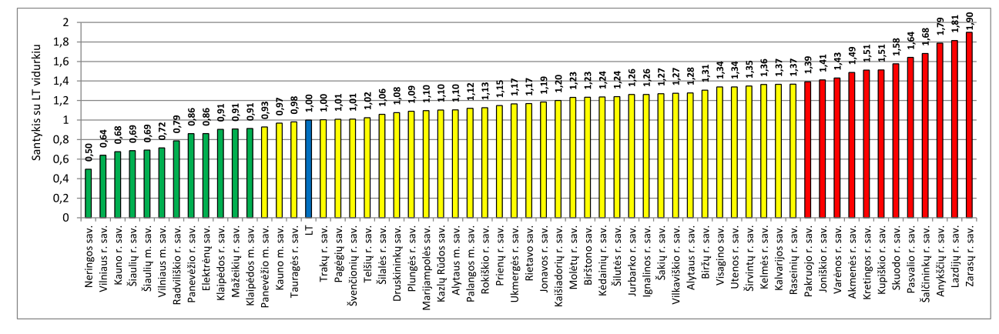 Santykis su LT vidurkiu
2
1,8
1,6
1,4
1,2
1
0,8
0,6
0,4
0,2
0
0,50
0,64
0,68
0,69
0,69
0,72
0,79
0,86
0,86
0,91
0,91
0,91
0,93
0,97
0,98
1,00
1,00
1,01
1,01
1,02
1,06
1,08
1,09
1,10
1,10
1,10
1,12
1,13
1,15
1,17
1,17
1,19
1,20
1,23
1,23
1,24
1,24
1,26
1,26
1,27
1,27
1,28
1,31
1,34
1,34
1,35
1,36
1,37
1,37
1,39
1,41
1,43
1,49
1,51
1,51
1,58
1,64
1,68
1,79
1,81
1,90
Neringos sav.
Vilniaus r. sav.
Kauno r. sav.
Šiaulių r. sav.
Šiaulių m. sav.
Vilniaus m. sav.
Radviliškio r. sav.
Panevėžio r. sav.
Elektrėnų sav.
Klaipėdos r. sav.
Mažeikių r. sav.
Klaipėdos m. sav.
Panevėžio m. sav.
Kauno m. sav.
Tauragės r. sav.
LT
Trakų r. sav.
Pagėgių sav.
Švenčionių r. sav.
Telšių r. sav.
Šilalės r. sav.
Druskininkų sav.
Plungės r. sav.
Marijampolės sav.
Kazlų Rūdos sav.
Alytaus m. sav.
Palangos m. sav.
Rokiškio r. sav.
Prienų r. sav.
Ukmergės r. sav.
Rietavo sav.
Jonavos r. sav.
Kaišiadorių r. sav.
Molėtų r. sav.
Birštono sav.
Kėdainių r. sav.
Šilutės r. sav.
Jurbarko r. sav.
Ignalinos r. sav.
Šakių r. sav.
Vilkaviškio r. sav.
Alytaus r. sav.
Biržų r. sav.
Visagino sav.
Utenos r. sav.
Širvintų r. sav.
Kelmės r. sav.
Kalvarijos sav.
Raseinių r. sav.
Pakruojo r. sav.
Joniškio r. sav.
Varėnos r. sav.
Akmenės r. sav.
Kretingos r. sav.
Kupiškio r. sav.
Skuodo r. sav.
Pasvalio r. sav.
Šalčininkų r. sav.
Anykščių r. sav.
Lazdijų r. sav.
Zarasų r. sav.